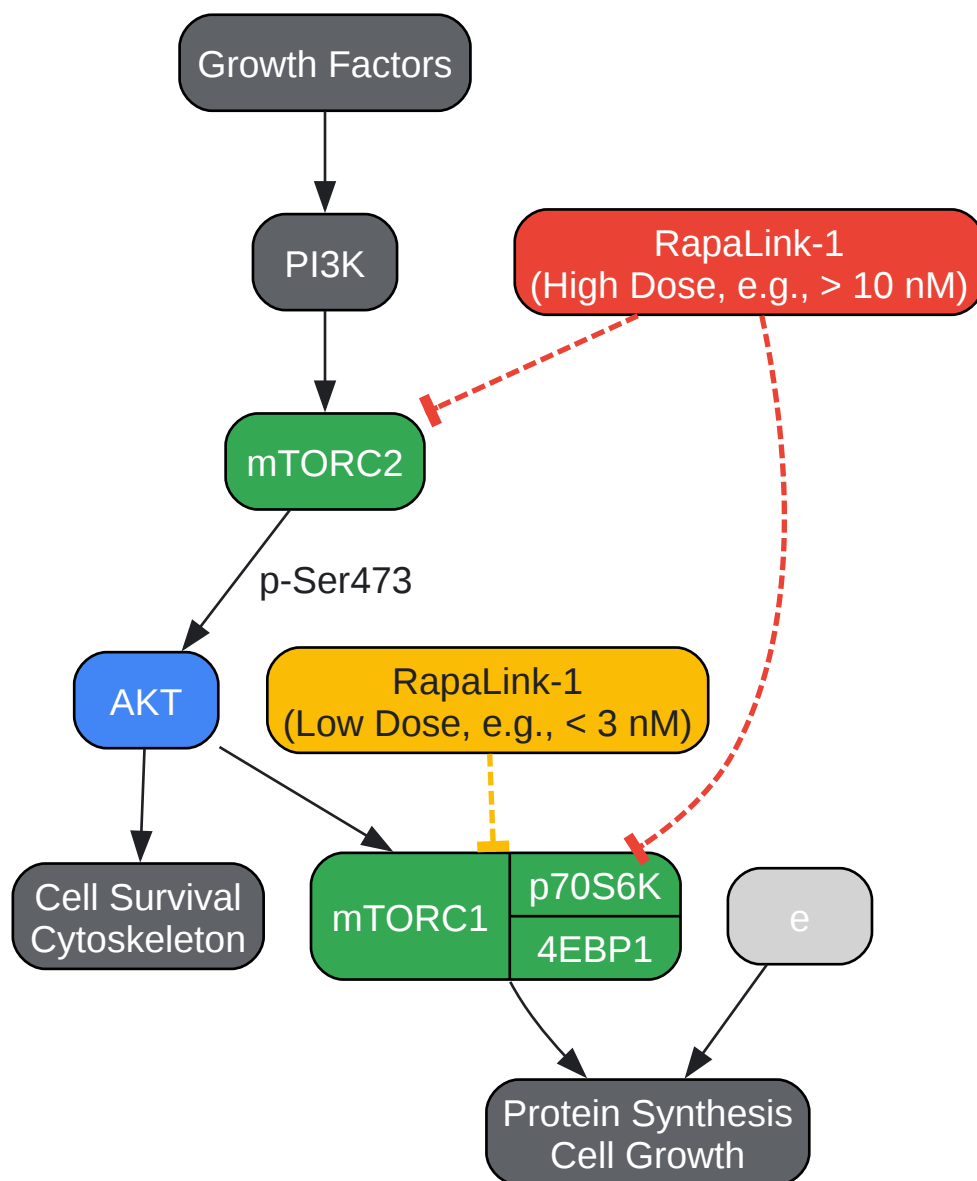 Growth Factors
PI3K
RapaLink-1
(High Dose, e.g., > 10 nM)
mTORC2
p-Ser473
AKT
RapaLink-1
(Low Dose, e.g., < 3 nM)
Cell Survival
Cytoskeleton
mTORC1
p70S6K
4EBP1
e
Protein Synthesis
Cell Growth